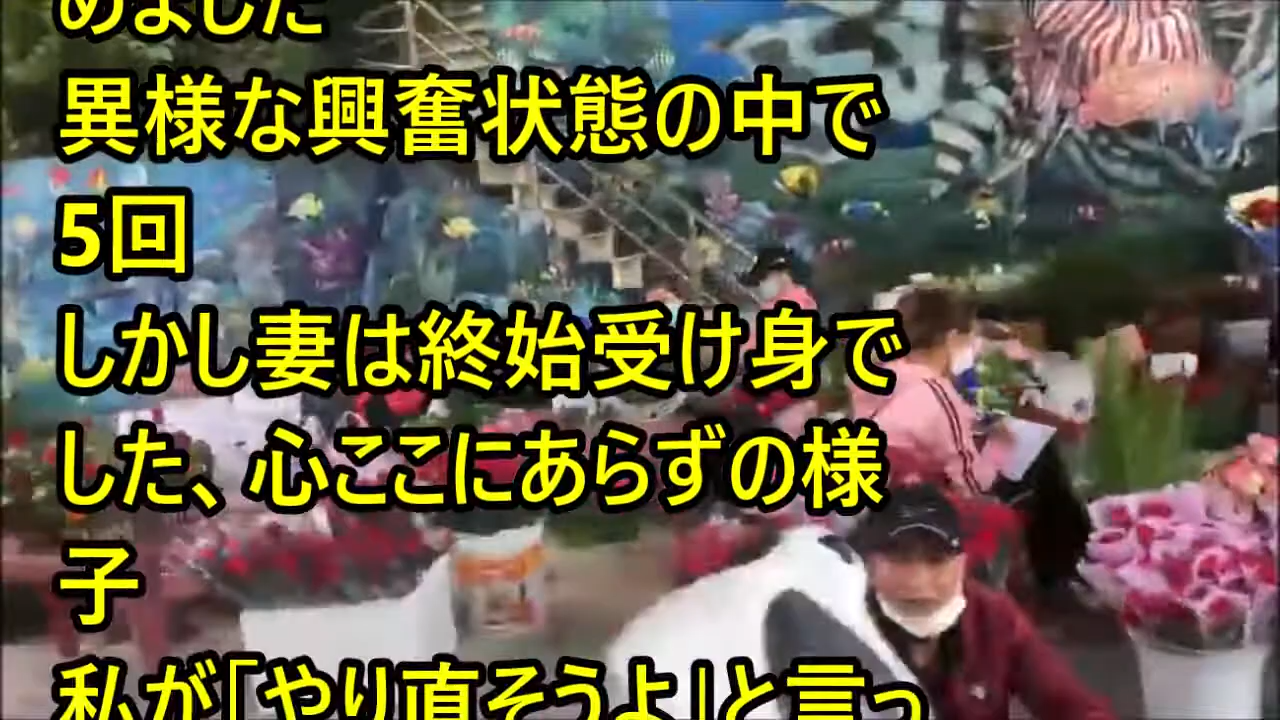 めました
異様な興奮状態の中で
5回
しかし妻は終始受け身で
した、心ここにあらずの様
子
私が「やり直そうよ」と言っ